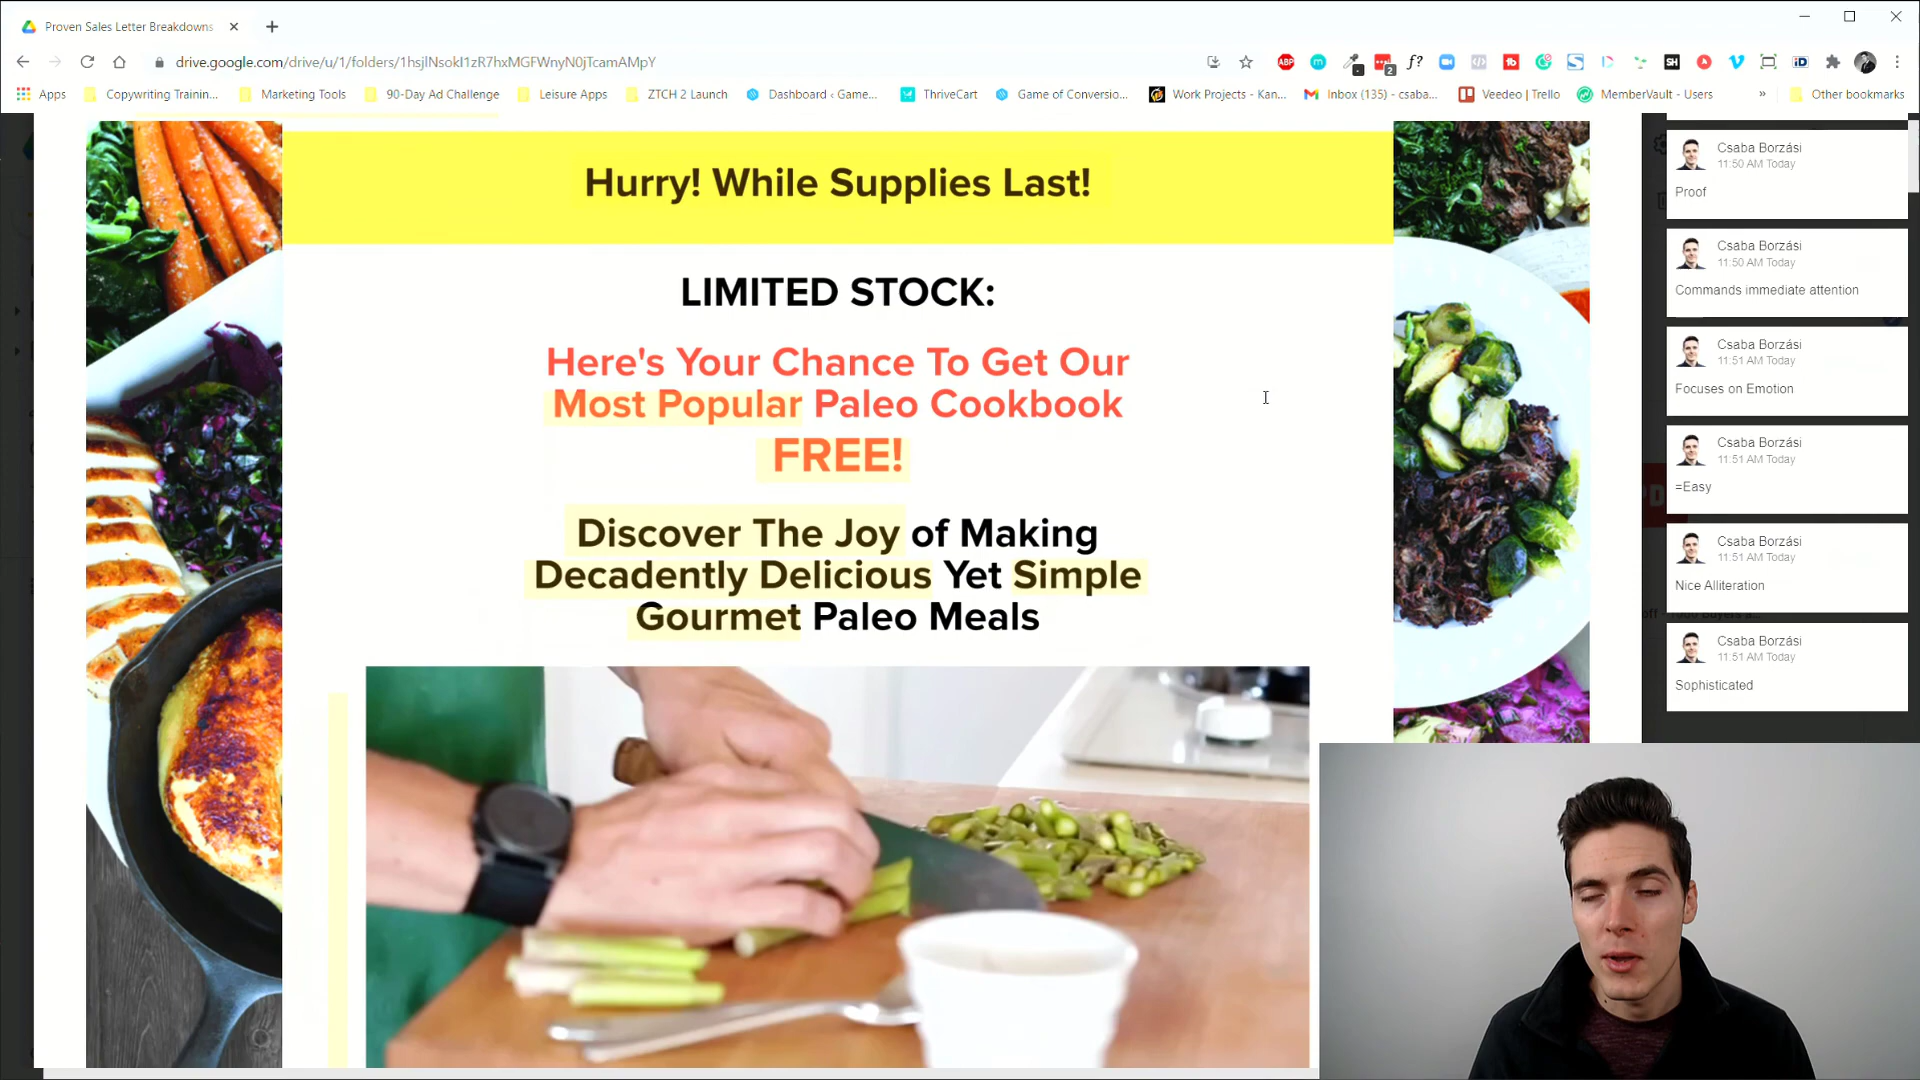 Proven Sales Letter Breakdowns
drive.google.com/drive/u/1/folders/1hsjlNsokI1zR7hxMGFWnyN0jTcamAMpY
ABP
2
f?
SH
iD
Apps
Copywriting Trainin...
Marketing Tools
90-Day Ad Challenge
Leisure Apps
ZTCH 2 Launch
Dashboard ‹ Game...
ThriveCart
Game of Conversio...
Work Projects - Kan...
Inbox (135) - csaba...
Veedeo | Trello
MemberVault - Users
»
Other bookmarks
Hurry! While Supplies Last!
LIMITED STOCK:
Here's Your Chance To Get Our
Most Popular Paleo Cookbook
FREE!
Discover The Joy of Making
Decadently Delicious Yet Simple
Gourmet Paleo Meals
Csaba Borzási
11:50 AM Today
Proof
Csaba Borzási
11:50 AM Today
Commands immediate attention
Csaba Borzási
11:51 AM Today
Focuses on Emotion
Csaba Borzási
11:51 AM Today
=Easy
Csaba Borzási
11:51 AM Today
Nice Alliteration
Csaba Borzási
11:51 AM Today
Sophisticated